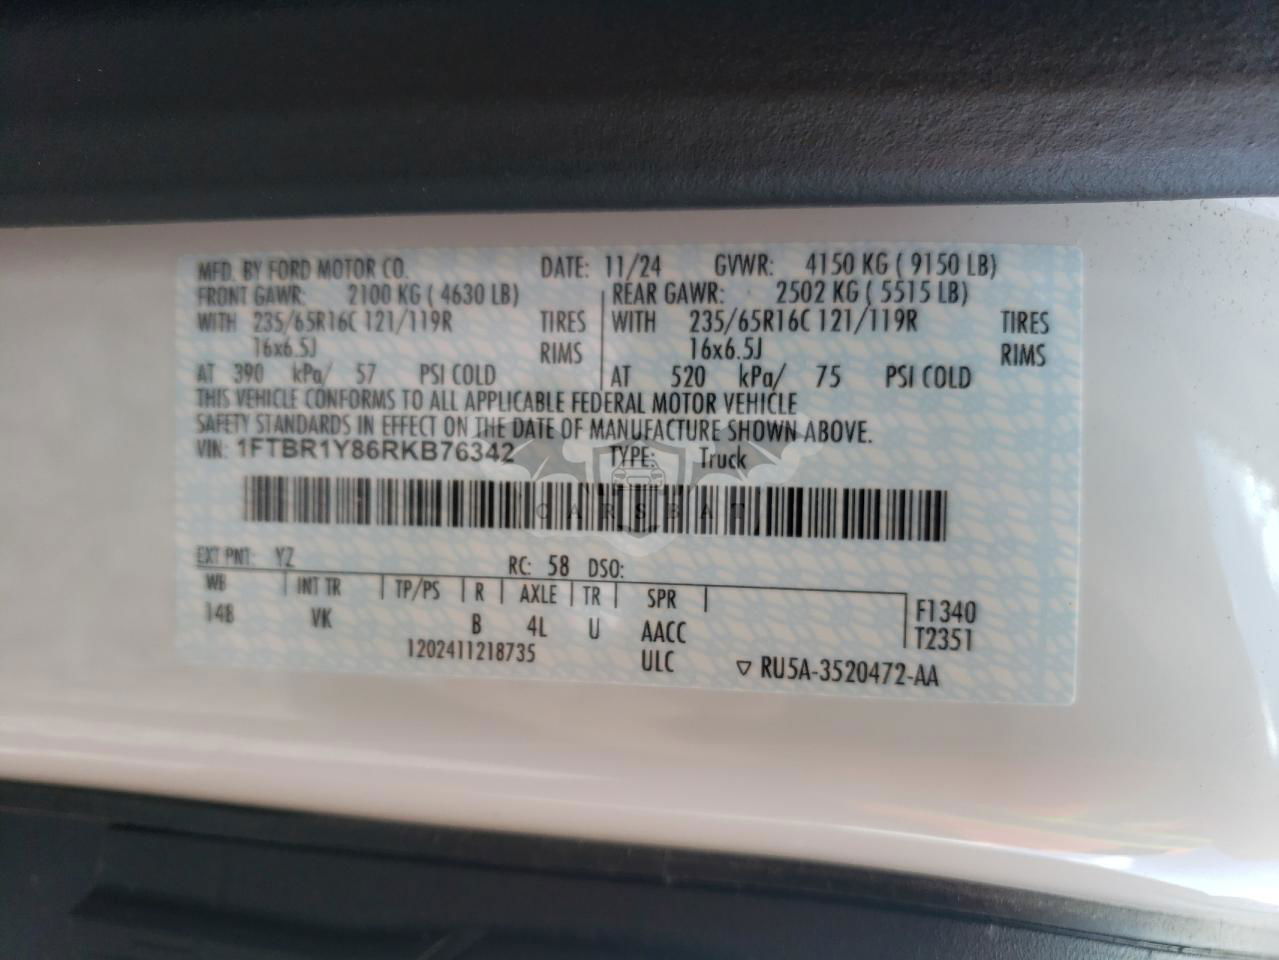 MFD. BY FORD MOTOR CO. DATE: 11/24 GVWR: 4150 KG ( 9150 LB)
FRONT GAWR: 2100 KG ( 4630 LB) REAR GAWR: 2502 KG ( 5515 LB)
WITH 235/65R16C 121/119R TIRES WITH 235/65R16C 121/119R TIRES
16x6.5J RIMS 16x6.5J RIMS
AT 390 kPa/ 57 PSI COLD AT 520 kPa/ 75 PSI COLD
THIS VEHICLE CONFORMS TO ALL APPLICABLE FEDERAL MOTOR VEHICLE
SAFETY STANDARDS IN EFFECT ON THE DATE OF MANUFACTURE SHOWN ABOVE.
VIN: 1FTBR1Y86RKB76342 TYPE: Truck
CARSBAT
EXT PNT: YZ RC: 58 DSO:
WB INT TR TP/PS R AXLE TR SPR F1340
148 VK B 4L U AACC T2351
1202411218735 ULC ▽ RU5A-3520472-AA